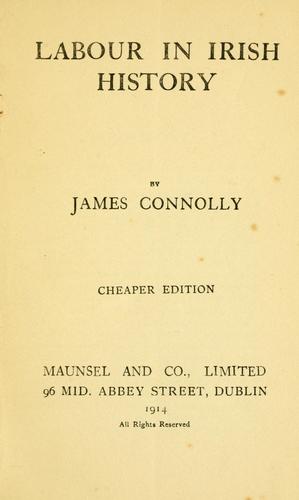 LABOUR IN IRISH
HISTORY
BY
JAMES CONNOLLY
CHEAPER EDITION
MAUNSEL AND CO., LIMITED
96 MID. ABBEY STREET, DUBLIN
1914
All Rights Reserved